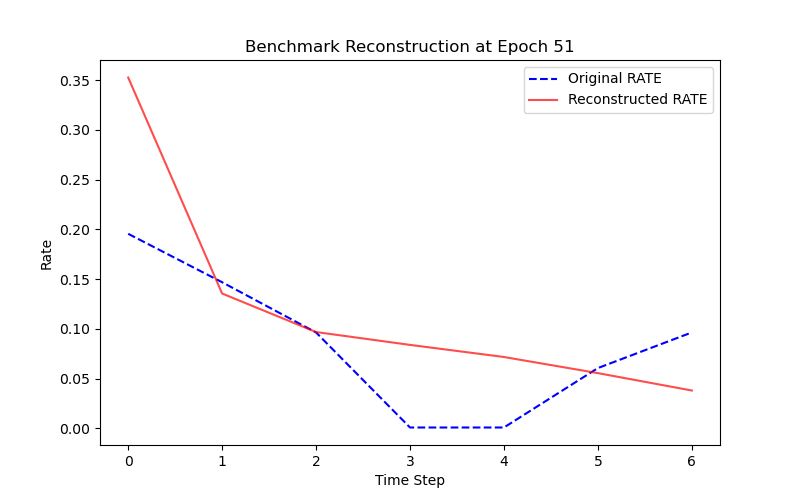 Benchmark Reconstruction at Epoch 51
Original RATE
Reconstructed RATE
0.35
0.30
0.25
0.20
0.15
0.10
0.05
0.00
Rate
0 1 2 3 4 5 6
Time Step